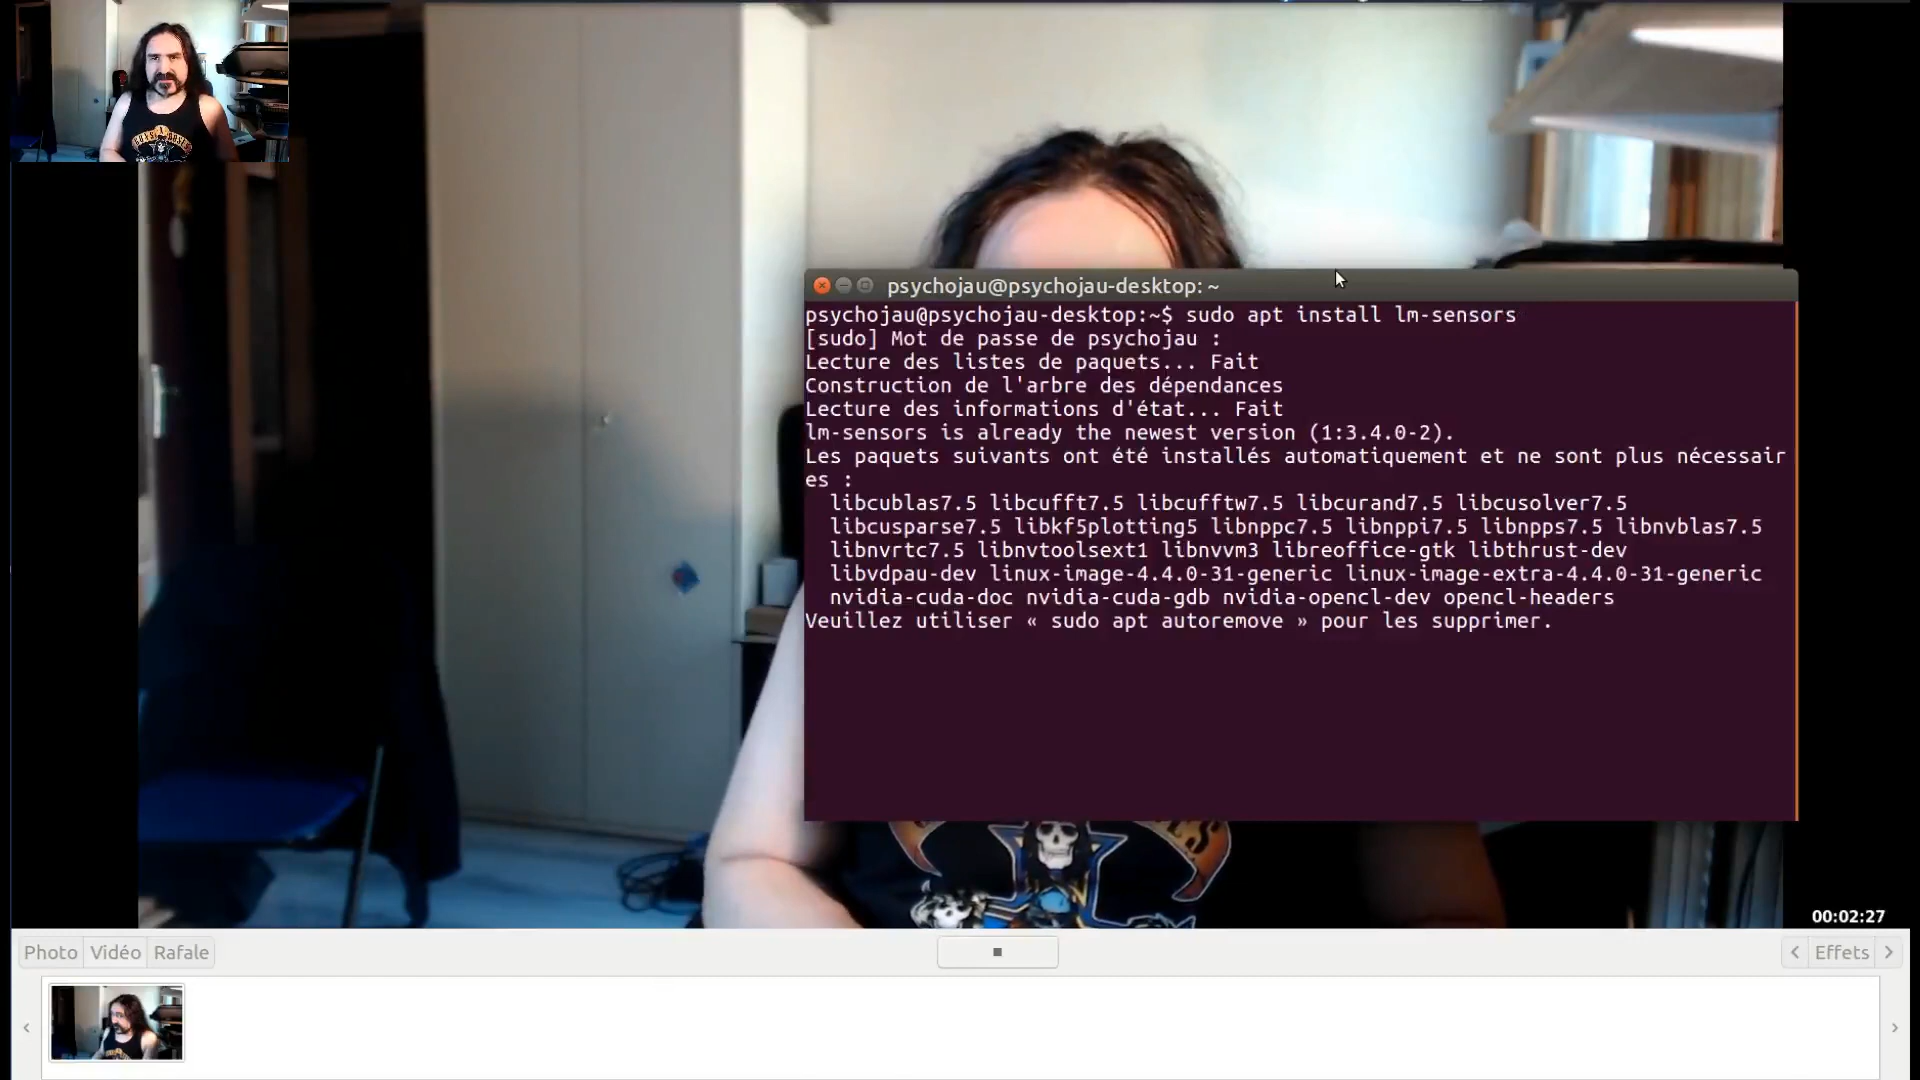 psychojau@psychojau-desktop: ~
psychojau@psychojau-desktop:~$ sudo apt install lm-sensors
[sudo] Mot de passe de psychojau :
Lecture des listes de paquets... Fait
Construction de l'arbre des dépendances
Lecture des informations d'état... Fait
lm-sensors is already the newest version (1:3.4.0-2).
Les paquets suivants ont été installés automatiquement et ne sont plus nécessair
es :
libcublas7.5 libcufft7.5 libcufftw7.5 libcurand7.5 libcusolver7.5
libcusparse7.5 libkf5plotting5 libnppc7.5 libnppi7.5 libnpps7.5 libnvblas7.5
libnvrtc7.5 libnvtoolsext1 libnvvm3 libreoffice-gtk libthrust-dev
libvdpau-dev linux-image-4.4.0-31-generic linux-image-extra-4.4.0-31-generic
nvidia-cuda-doc nvidia-cuda-gdb nvidia-opencl-dev opencl-headers
Veuillez utiliser « sudo apt autoremove » pour les supprimer.
00:02:27
Photo Vidéo Rafale
Effets